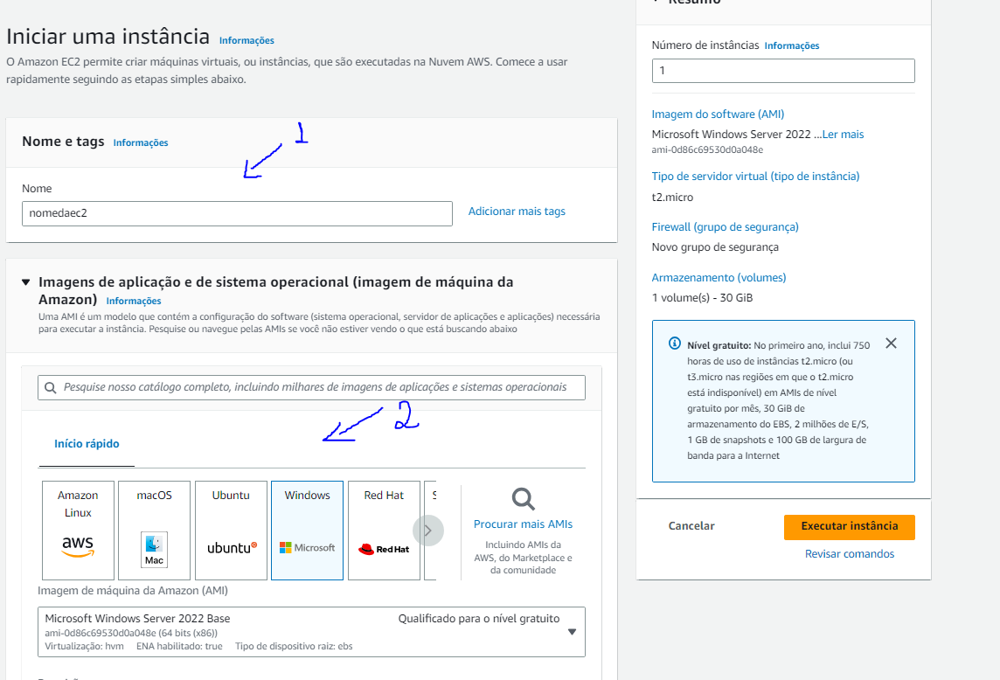 Iniciar uma instância Informações
O Amazon EC2 permite criar máquinas virtuais, ou instâncias, que são executadas na Nuvem AWS. Comece a usar
rapidamente seguindo as etapas simples abaixo.
1
Nome e tags Informações
Nome
nomedaec2
Adicionar mais tags
Imagens de aplicação e de sistema operacional (imagem de máquina da
Amazon) Informações
Uma AMI é um modelo que contém a configuração do software (sistema operacional, servidor de aplicações e aplicações) necessária
para executar a instância. Pesquise ou navegue pelas AMIs se você não estiver vendo o que está buscando abaixo
Pesquise nosso catálogo completo, incluindo milhares de imagens de aplicações e sistemas operacionais
2
Início rápido
Amazon
Linux
aws
macOS
Mac
Ubuntu
ubuntu
Windows
Microsoft
Red Hat
Red Hat
S
Procurar mais AMIs
Incluindo AMIs da
AWS, do Marketplace e
da comunidade
Imagem de máquina da Amazon (AMI)
Microsoft Windows Server 2022 Base
Qualificado para o nível gratuito
ami-0d86c69530d0a048e (64 bits (x86))
Virtualização: hvm ENA habilitado: true Tipo de dispositivo raiz: ebs
Resumo
Número de instâncias Informações
1
Imagem do software (AMI)
Microsoft Windows Server 2022 ...Ler mais
ami-0d86c69530d0a048e
Tipo de servidor virtual (tipo de instância)
t2.micro
Firewall (grupo de segurança)
Novo grupo de segurança
Armazenamento (volumes)
1 volume(s) - 30 GiB
Nível gratuito: No primeiro ano, inclui 750
horas de uso de instâncias t2.micro (ou
t3.micro nas regiões em que o t2.micro
está indisponível) em AMIs de nível
gratuito por mês, 30 GiB de
armazenamento do EBS, 2 milhões de E/S,
1 GB de snapshots e 100 GB de largura de
banda para a Internet
Cancelar
Executar instância
Revisar comandos